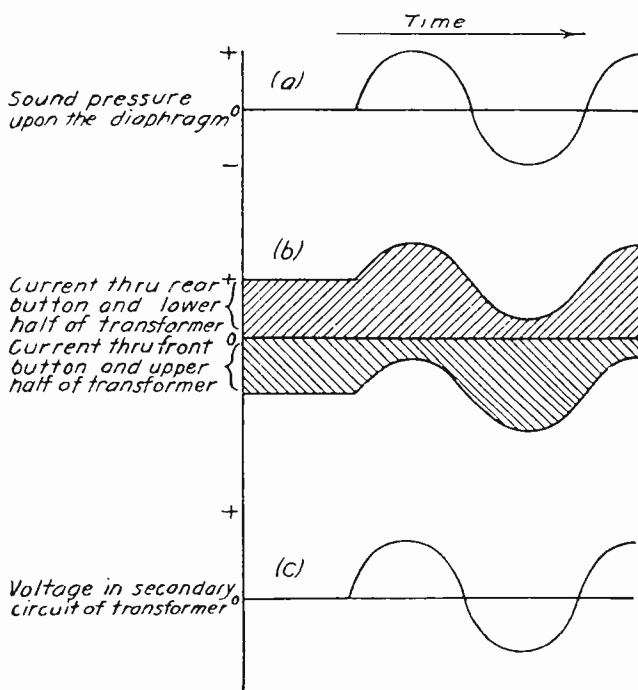 Time
+
(a)
Sound pressure
upon the diaphragm
0
−
(b)
Current thru rear
button and lower
half of transformer
+
0
Current thru front
button and upper
half of transformer
+
(c)
Voltage in secondary
circuit of transformer
0